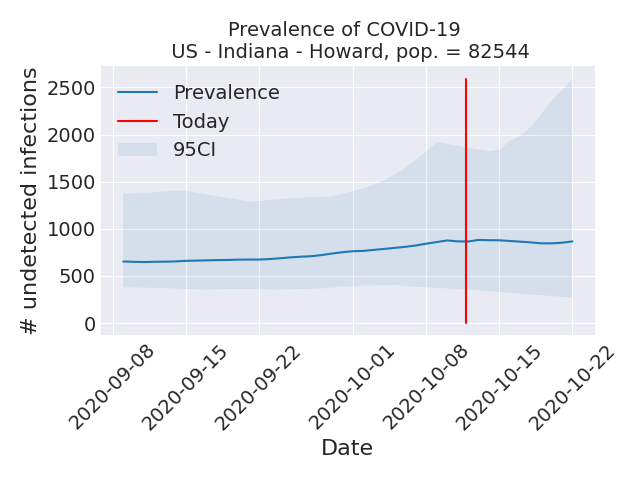 Prevalence of COVID-19
US - Indiana - Howard, pop. = 82544
Prevalence
Today
95CI
# undetected infections
2500
2000
1500
1000
500
0
2020-09-08
2020-09-15
2020-09-22
2020-10-01
2020-10-08
2020-10-15
2020-10-22
Date